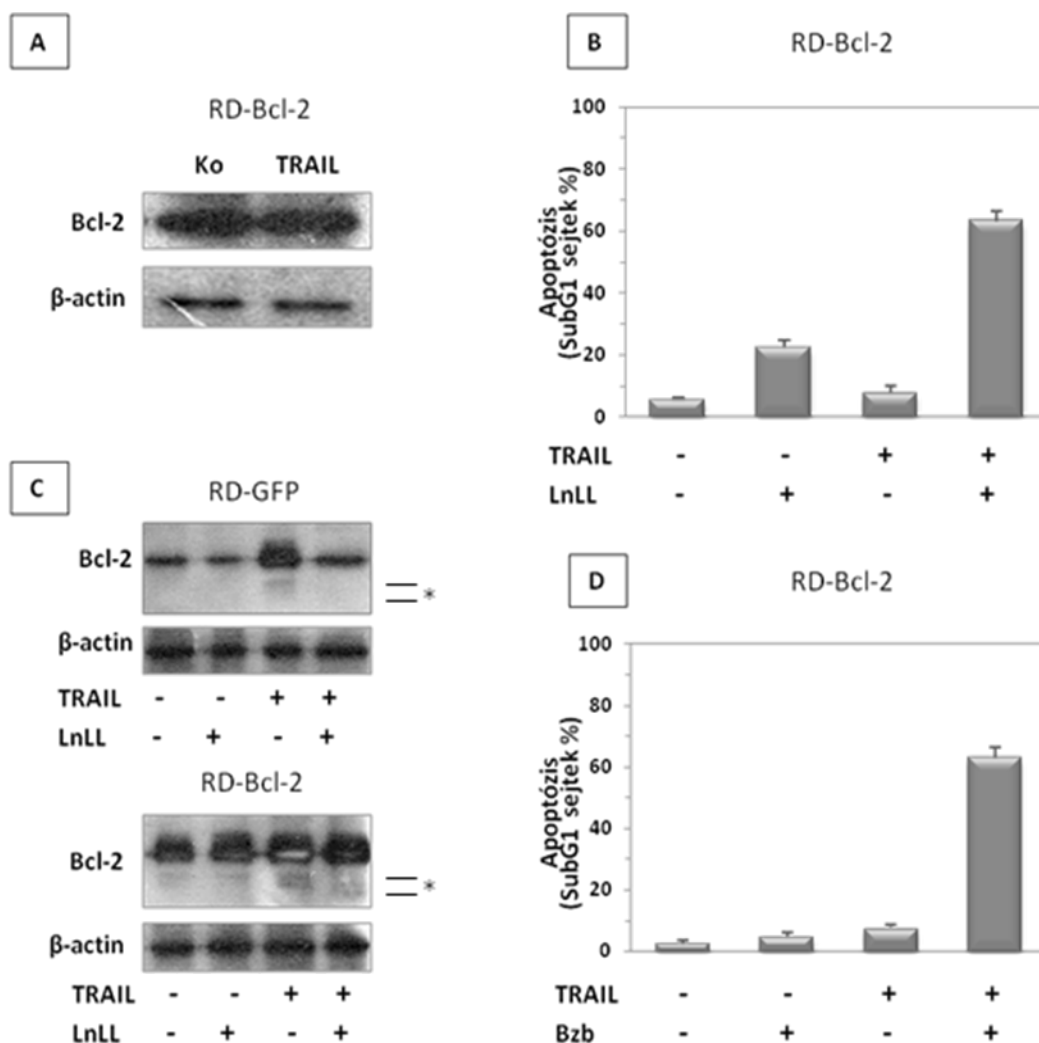 A
RD-Bcl-2
Ko TRAIL
Bcl-2
β-actin
B
RD-Bcl-2
Apoptózis
(SubG1 sejtek %)
100
80
60
40
20
0
TRAIL - - + +
LnLL - + - +
C
RD-GFP
Bcl-2
*
β-actin
TRAIL - - + +
LnLL - + - +
RD-Bcl-2
Bcl-2
*
β-actin
TRAIL - - + +
LnLL - + - +
D
RD-Bcl-2
Apoptózis
(SubG1 sejtek %)
100
80
60
40
20
0
TRAIL - - + +
Bzb - + - +